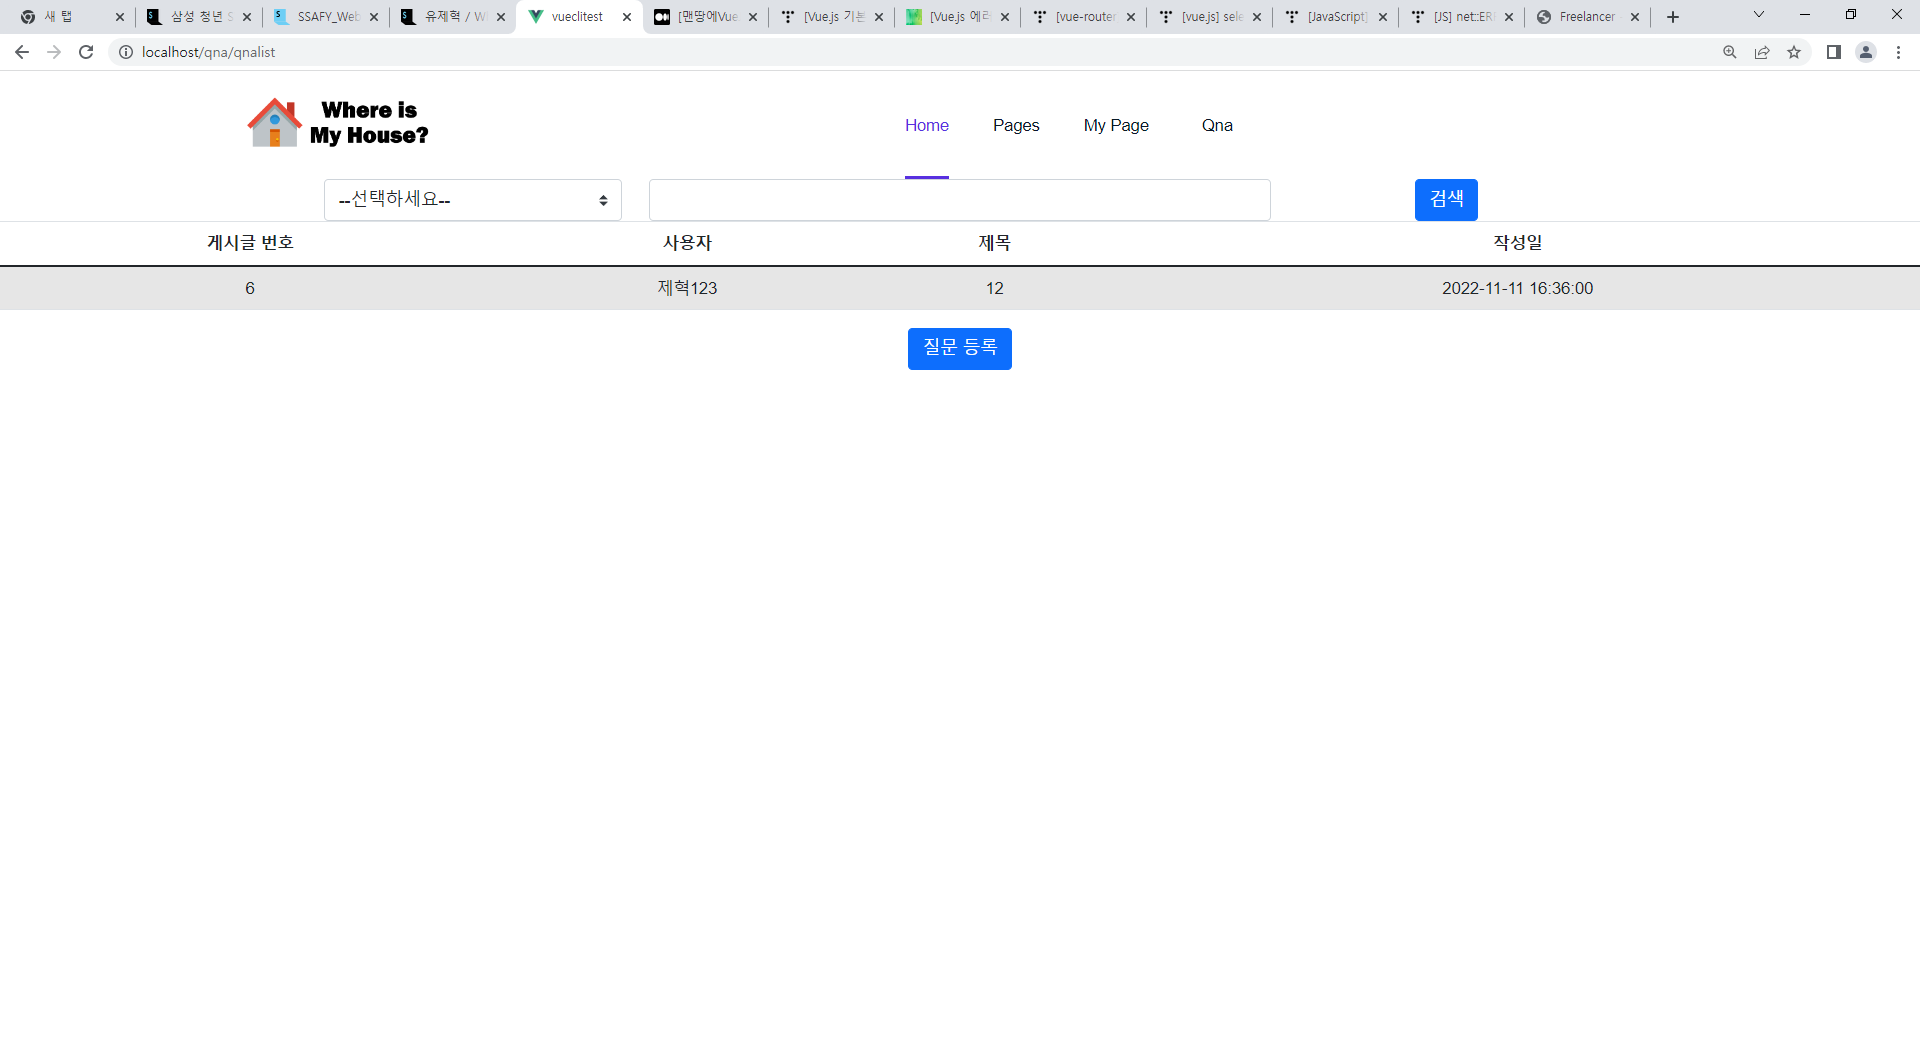 새 탭
삼성 청년 S
SSAFY_Web
유제혁 / W
vueclitest
[맨땅에Vue.
[Vue.js 기본
[Vue.js 에러
[vue-router
[vue.js] sele
[JavaScript]
[JS] net::ERI
Freelancer
localhost/qna/qnalist
Where is
My House?
Home Pages My Page Qna
--선택하세요--
검색
게시글 번호 사용자 제목 작성일
6 제혁123 12 2022-11-11 16:36:00
질문 등록